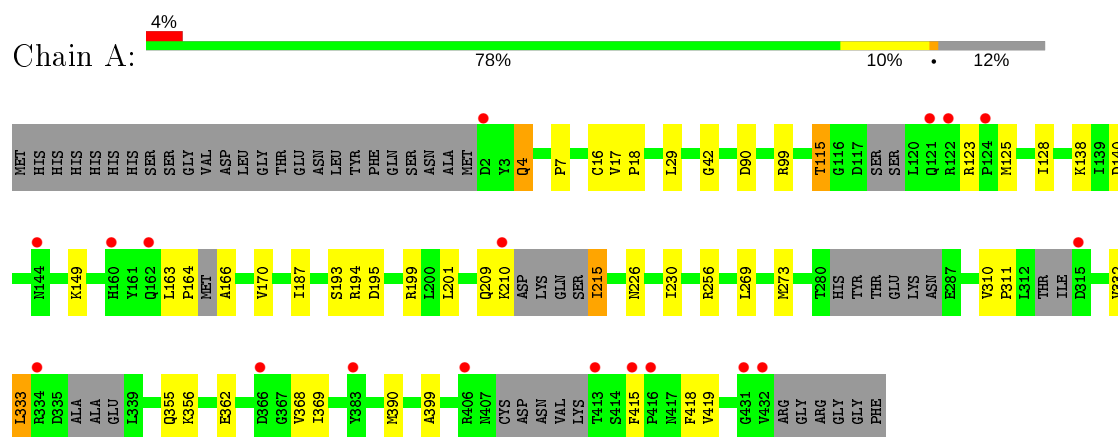 4%
Chain A:
78% 10% • 12%
MET HIS HIS HIS HIS HIS HIS SER SER GLY VAL ASP LEU GLY THR GLU ASN LEU TYR PHE GLN SER ASN ALA MET D2 Y3 Q4 P7 C16 V17 P18 L29 G42 D90 R99 T115 G116 D117 SER SER L120 Q121 R122 R123 P124 M125 I128 K138 I139 D140
N144 K149 H160 Y161 Q162 L163 P164 MET A166 V170 I187 S193 R194 D195 R199 L200 L201 Q209 K210 ASP LYS GLN SER I215 N226 I230 R256 L269 M273 T280 HIS TYR THR GLU LYS ASN E287 V310 P311 L312 THR ILE D315 V332
L333 R334 D335 ALA ALA GLU L339 Q355 K356 E362 D366 G367 V368 I369 Y383 M390 A399 R406 N407 CYS ASP ASN VAL LYS T413 S414 F415 P416 N417 F418 V419 G431 V432 ARG GLY ARG GLY GLY PHE